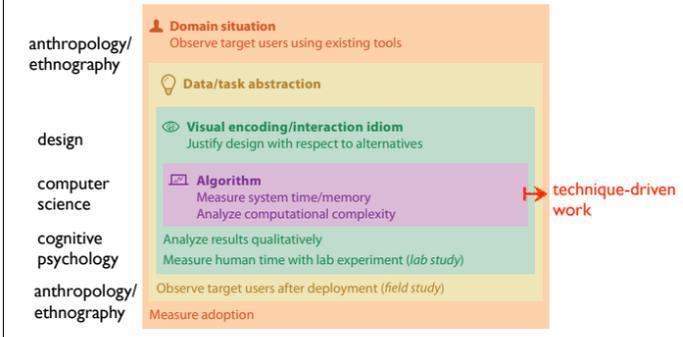 anthropology/
ethnography
Domain situation
Observe target users using existing tools
Data/task abstraction
design
Visual encoding/interaction idiom
Justify design with respect to alternatives
computer
science
Algorithm
Measure system time/memory
Analyze computational complexity
technique-driven
work
cognitive
psychology
Analyze results qualitatively
Measure human time with lab experiment (lab study)
anthropology/
ethnography
Observe target users after deployment (field study)
Measure adoption